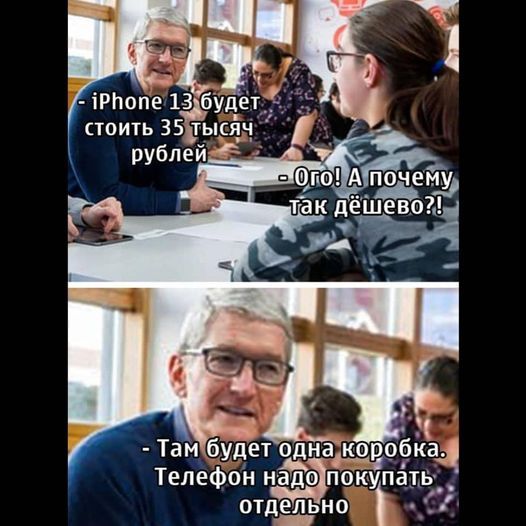 - iPhone 13 будет
стоить 35 тысяч
рублей
- Ого! А почему
так дёшево?!
- Там будет одна коробка.
Телефон надо покупать
отдельно